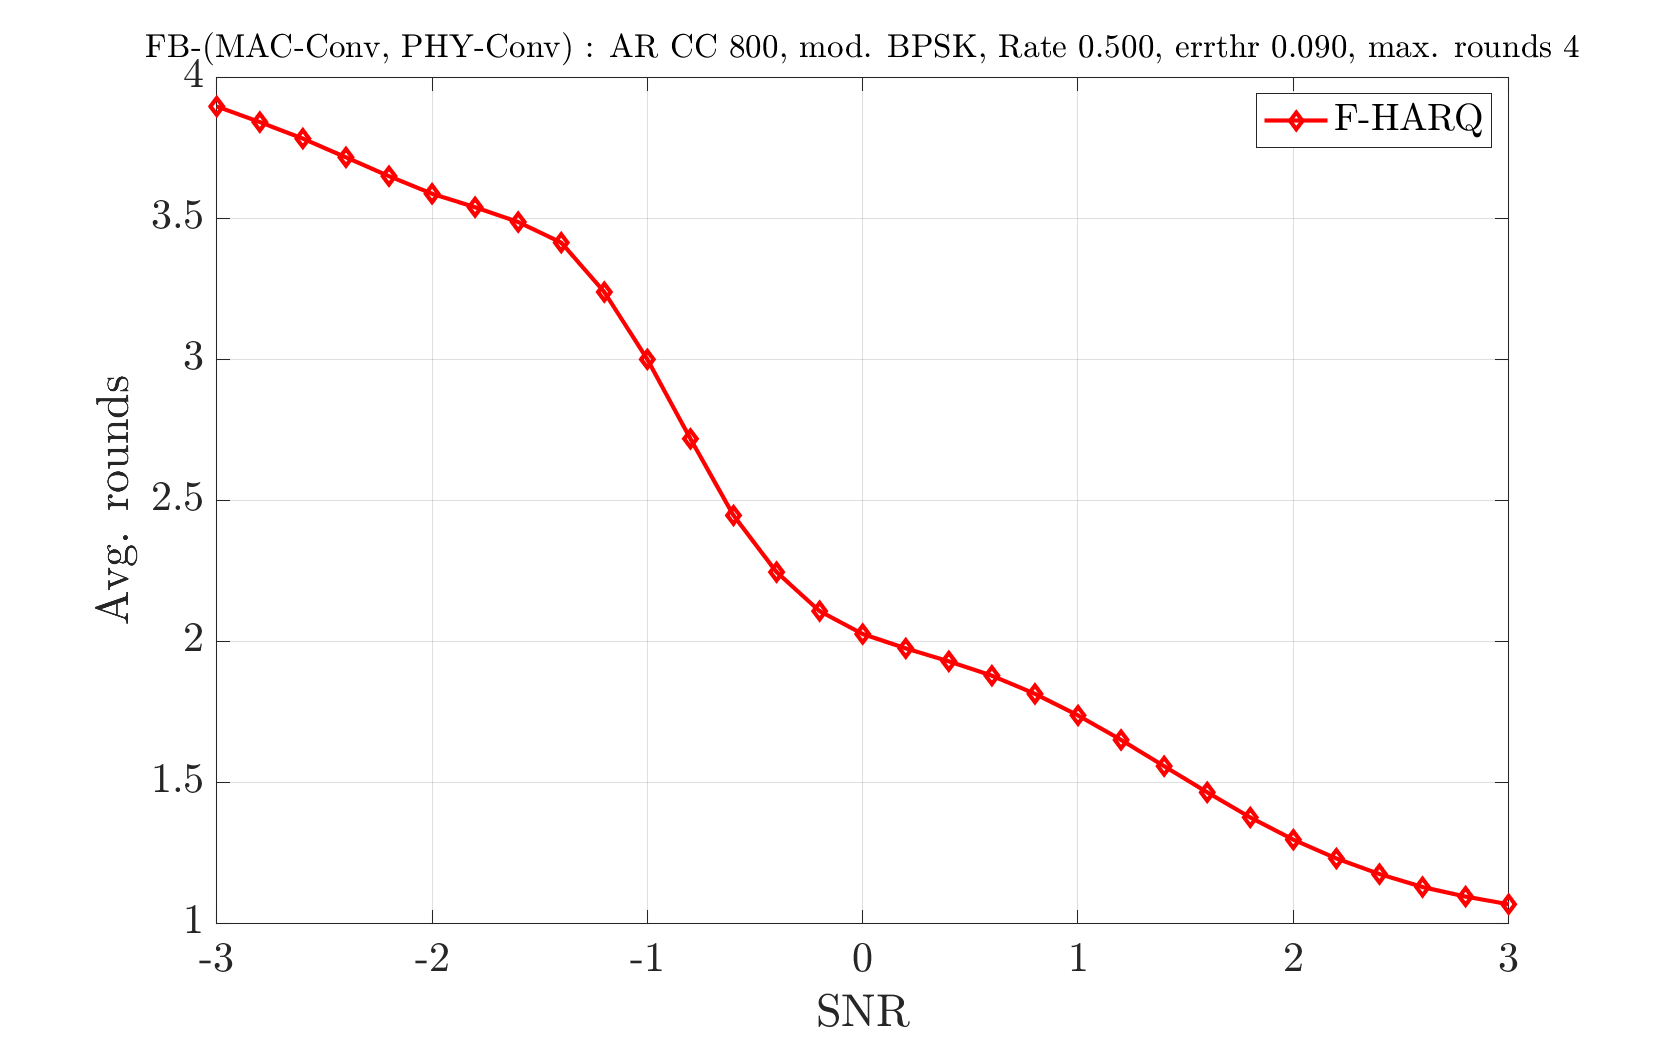 FB-(MAC-Conv, PHY-Conv) : AR CC 800, mod. BPSK, Rate 0.500, errthr 0.090, max. rounds 4
F-HARQ
4
3.5
3
2.5
2
1.5
1
Avg. rounds
-3 -2 -1 0 1 2 3
SNR